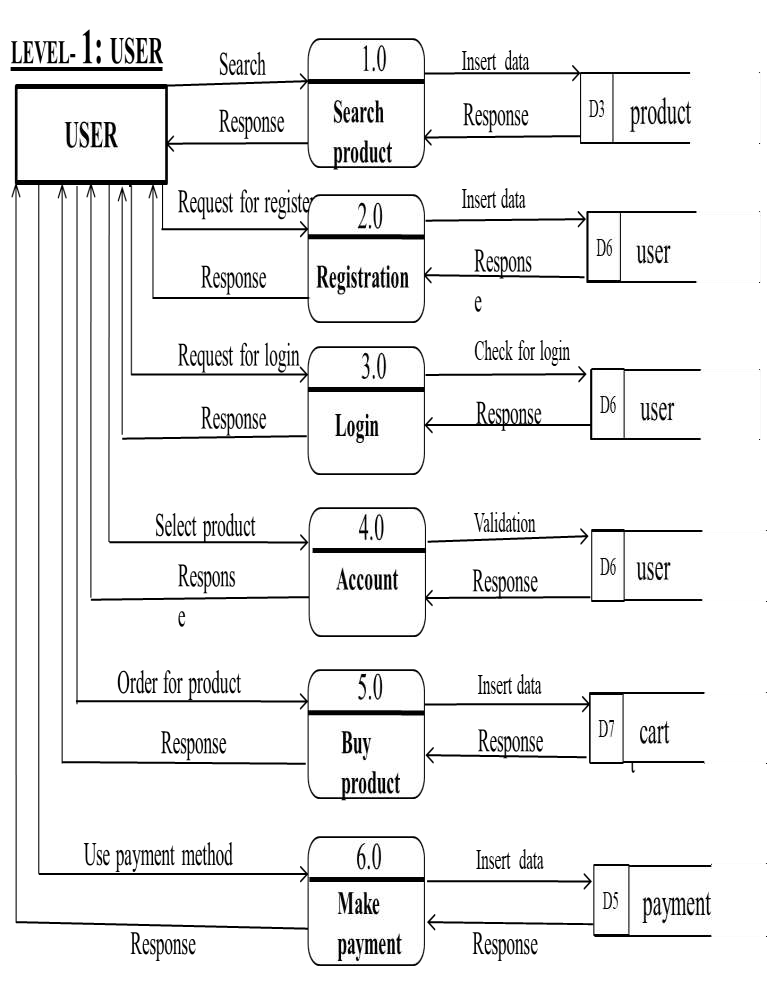 LEVEL- 1: USER
USER
Search
Response
1.0
Search
product
Insert data
Response
D3
product
Request for register
Response
2.0
Registration
Insert data
Respons
e
D6
user
Request for login
Response
3.0
Login
Check for login
Response
D6
user
Select product
Respons
e
4.0
Account
Validation
Response
D6
user
Order for product
Response
5.0
Buy
product
Insert data
Response
D7
cart
t
Use payment method
Response
6.0
Make
payment
Insert data
Response
D5
payment